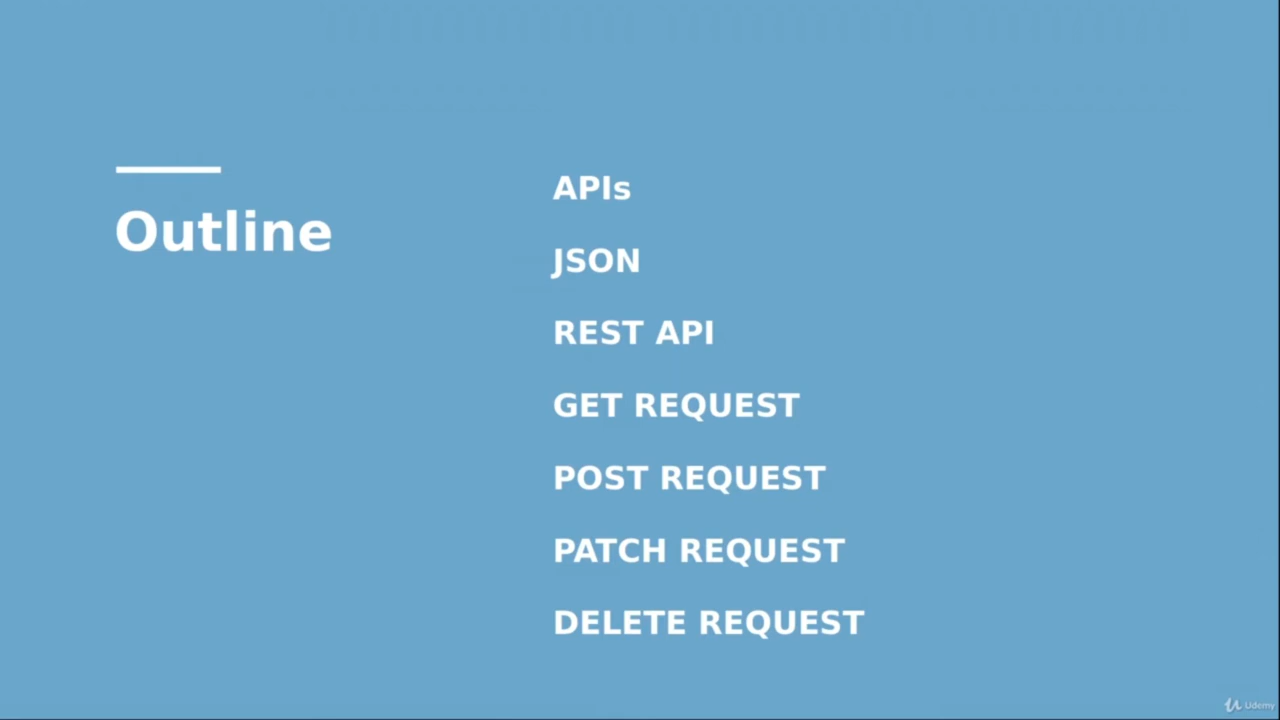 Outline
APIs
JSON
REST API
GET REQUEST
POST REQUEST
PATCH REQUEST
DELETE REQUEST
Udemy